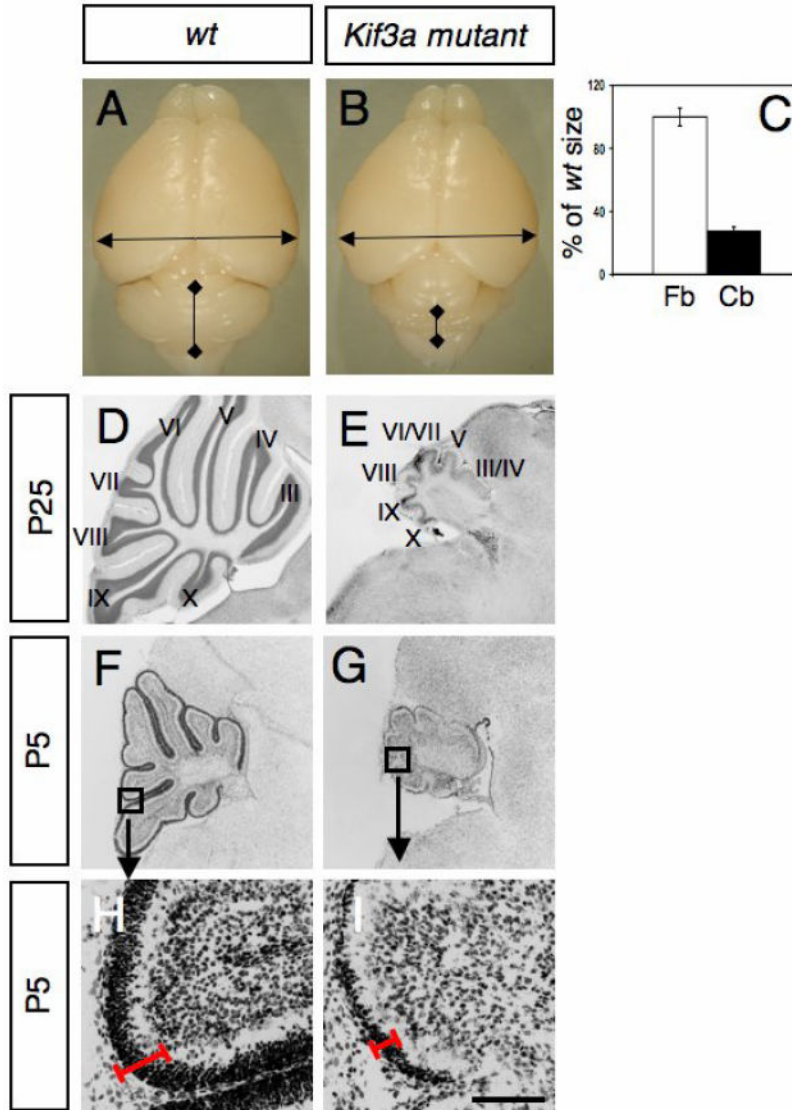 wt
Kif3a mutant
A
B
C
% of wt size
120
80
40
0
Fb
Cb
P25
D
VI
V
IV
VII
III
VIII
IX
X
E
VI/VII
V
VIII
III/IV
IX
X
P5
F
G
P5
H
I